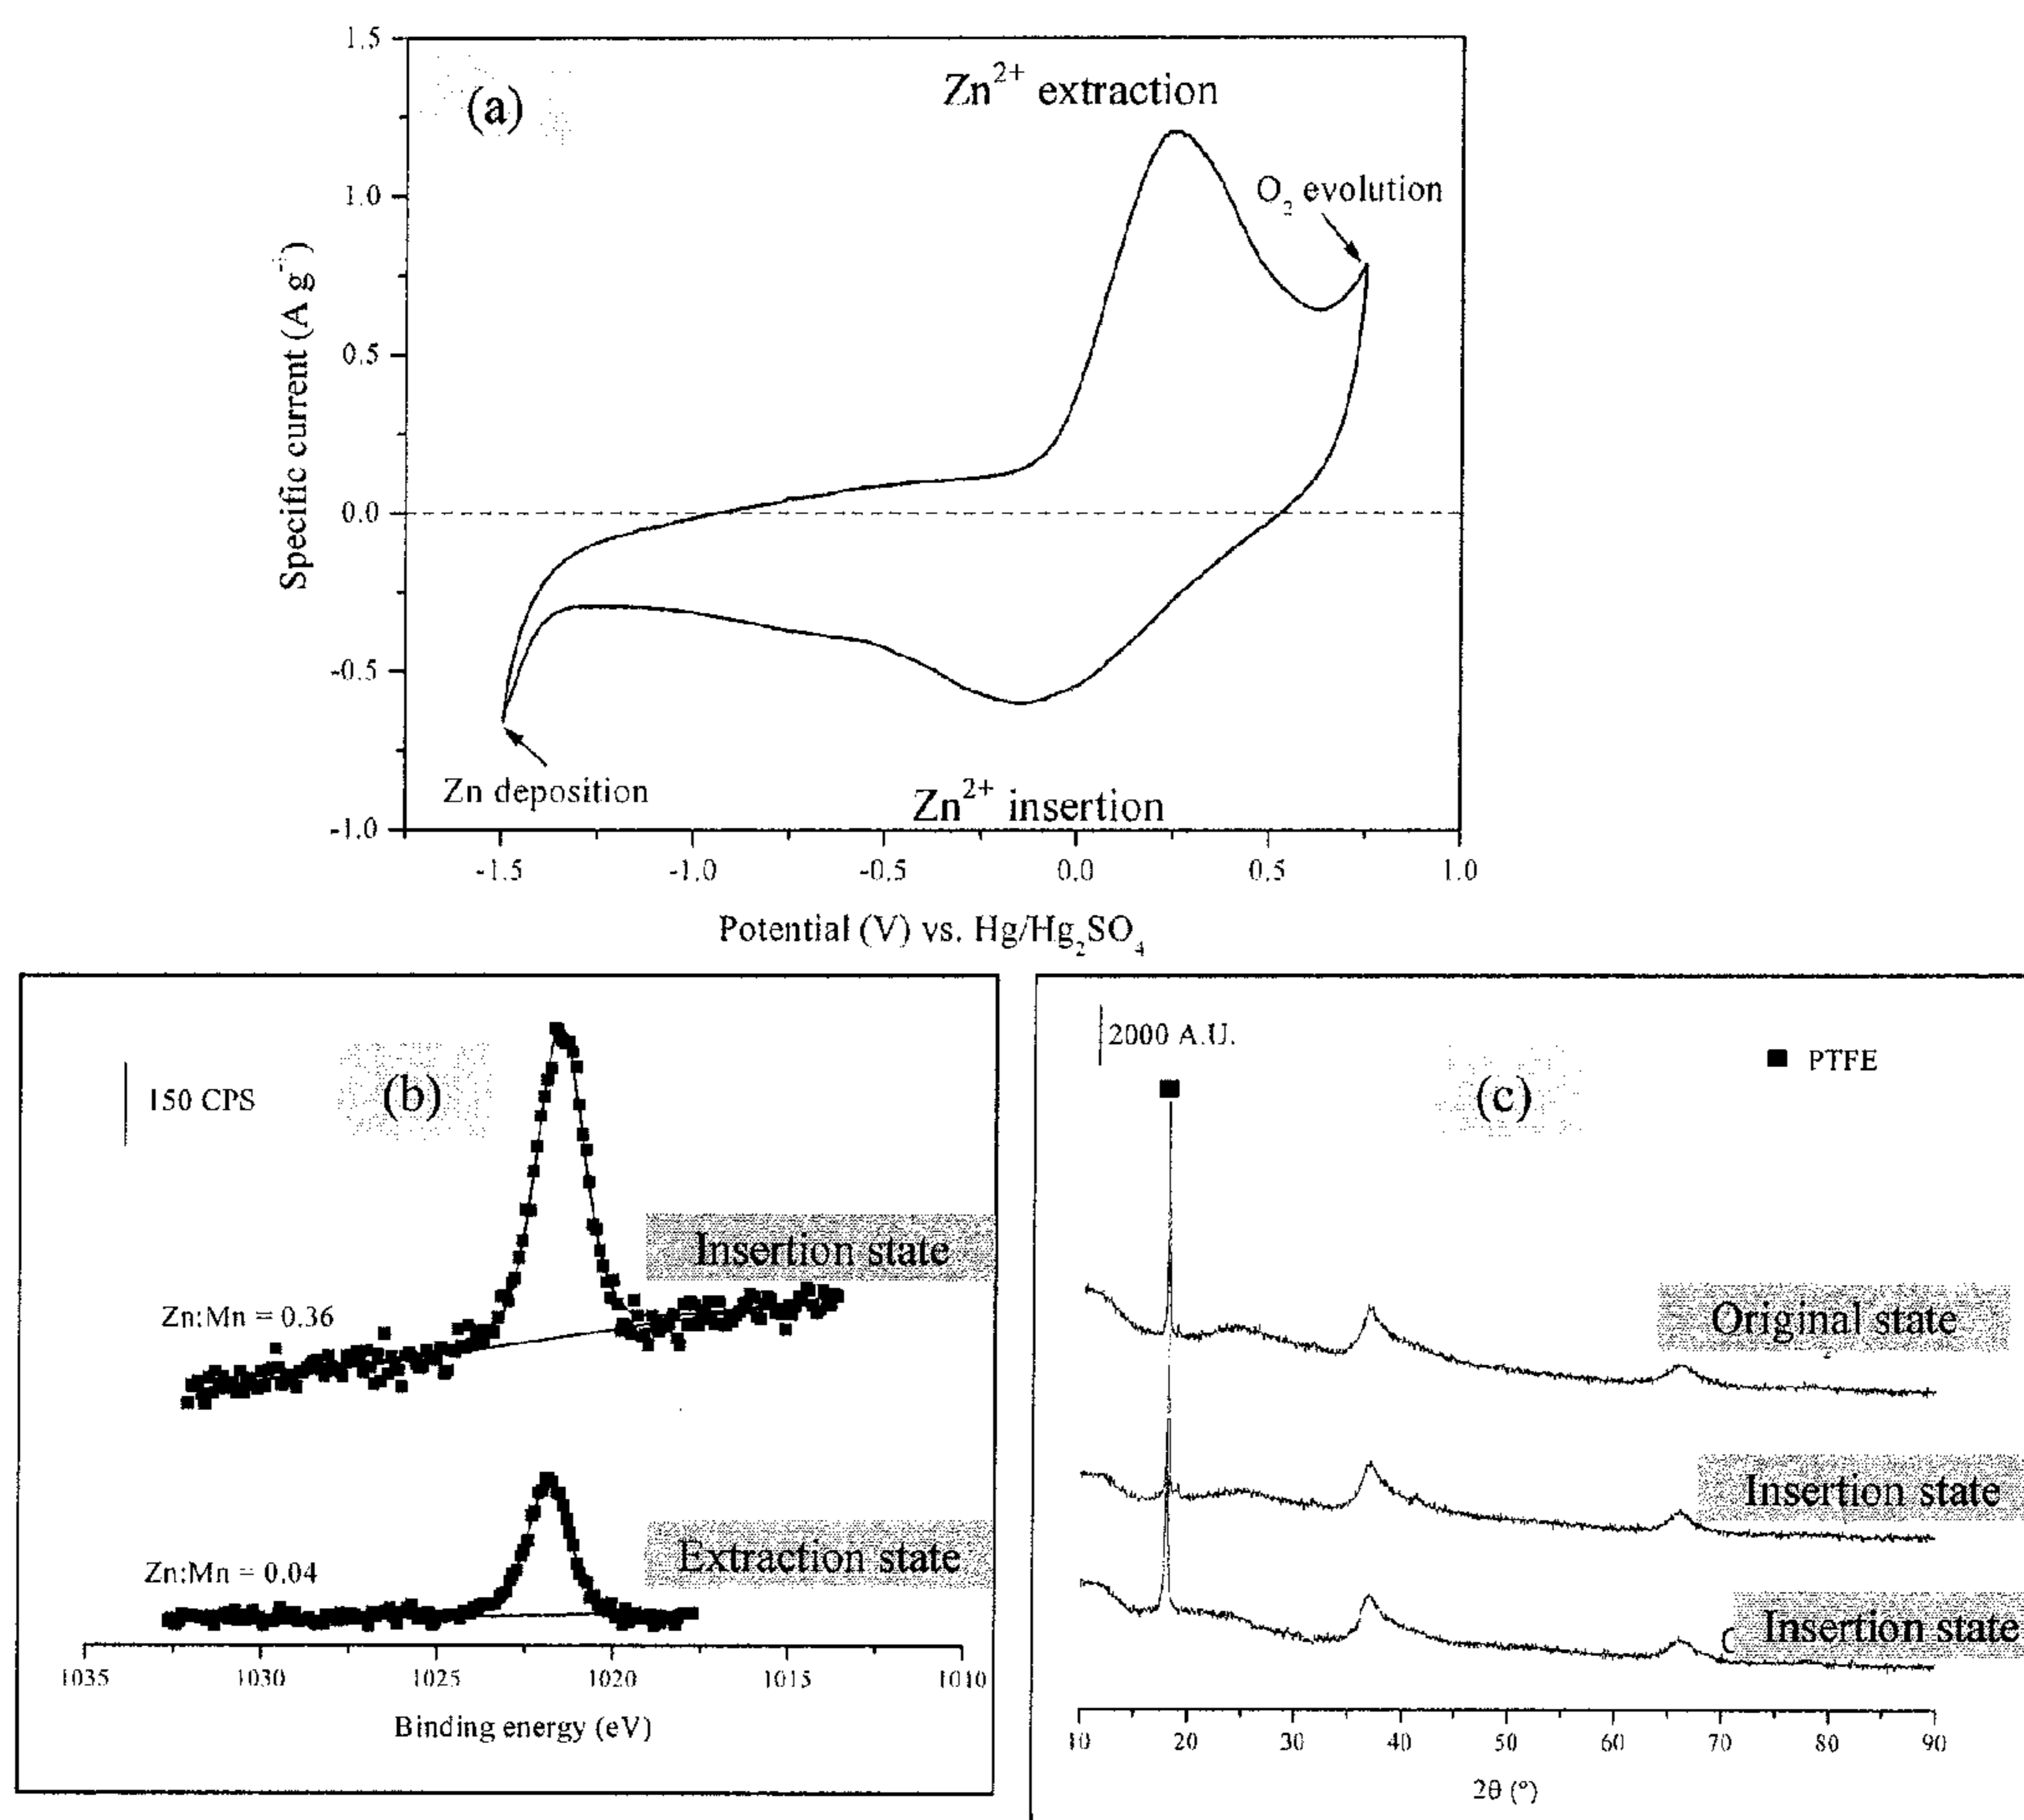 (a)
Zn²⁺ extraction
O₂ evolution
Zn deposition
Zn²⁺ insertion
1.5
1.0
0.5
0.0
-0.5
-1.0
Specific current (A g⁻¹)
-1.5 -1.0 -0.5 0.0 0.5 1.0
Potential (V) vs. Hg/Hg₂SO₄
150 CPS
(b)
Insertion state
Zn:Mn = 0.36
Extraction state
Zn:Mn = 0.04
1035 1030 1025 1020 1015 1010
Binding energy (eV)
2000 A.U.
PTFE
(c)
Original state
Insertion state
Insertion state
10 20 30 40 50 60 70 80 90
2θ (°)